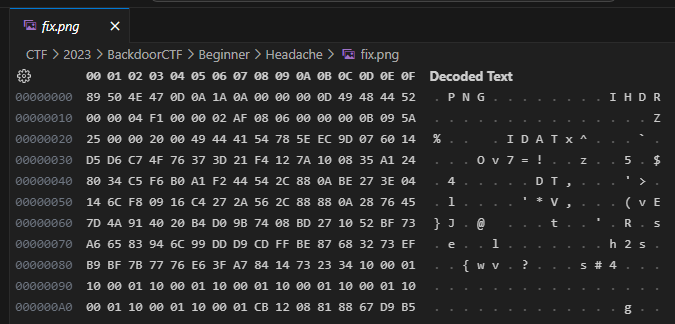 fix.png ×
CTF > 2023 > BackdoorCTF > Beginner > Headache > fix.png
00 01 02 03 04 05 06 07 08 09 0A 0B 0C 0D 0E 0F Decoded Text
00000000 89 50 4E 47 0D 0A 1A 0A 00 00 00 0D 49 48 44 52 . P N G . . . . . . . . I H D R
00000010 00 00 04 F1 00 00 02 AF 08 06 00 00 00 0B 09 5A . . . . . . . . . . . . . . . Z
00000020 25 00 00 20 00 49 44 41 54 78 5E EC 9D 07 60 14 % . . . I D A T x ^ . . . ` .
00000030 D5 D6 C7 4F 76 37 3D 21 F4 12 7A 10 08 35 A1 24 . . . O v 7 = ! . . z . . 5 . $
00000040 80 34 C5 F6 B0 A1 F2 44 54 2C 88 0A BE 27 3E 04 . 4 . . . . . D T , . . . ' > .
00000050 14 6C F8 09 16 C4 27 2A 56 2C 88 88 0A 28 76 45 . l . . . . ' * V , . . . ( v E
00000060 7D 4A 91 40 20 B4 D0 9B 74 08 BD 27 10 52 BF 73 } J . @ . . . t . . ' . R . s
00000070 A6 65 83 94 6C 99 DD D9 CD FF BE 87 68 32 73 EF . e . . l . . . . . . . h 2 s .
00000080 B9 BF 7B 77 76 E6 3F A7 84 14 73 23 34 10 00 01 . . { w v . ? . . . s # 4 . . .
00000090 10 00 01 10 00 01 10 00 01 10 00 01 10 00 01 10 . . . . . . . . . . . . . . . .
000000A0 00 01 10 00 01 10 00 01 CB 12 08 81 88 67 D9 B5 . . . . . . . . . . . . . g . .